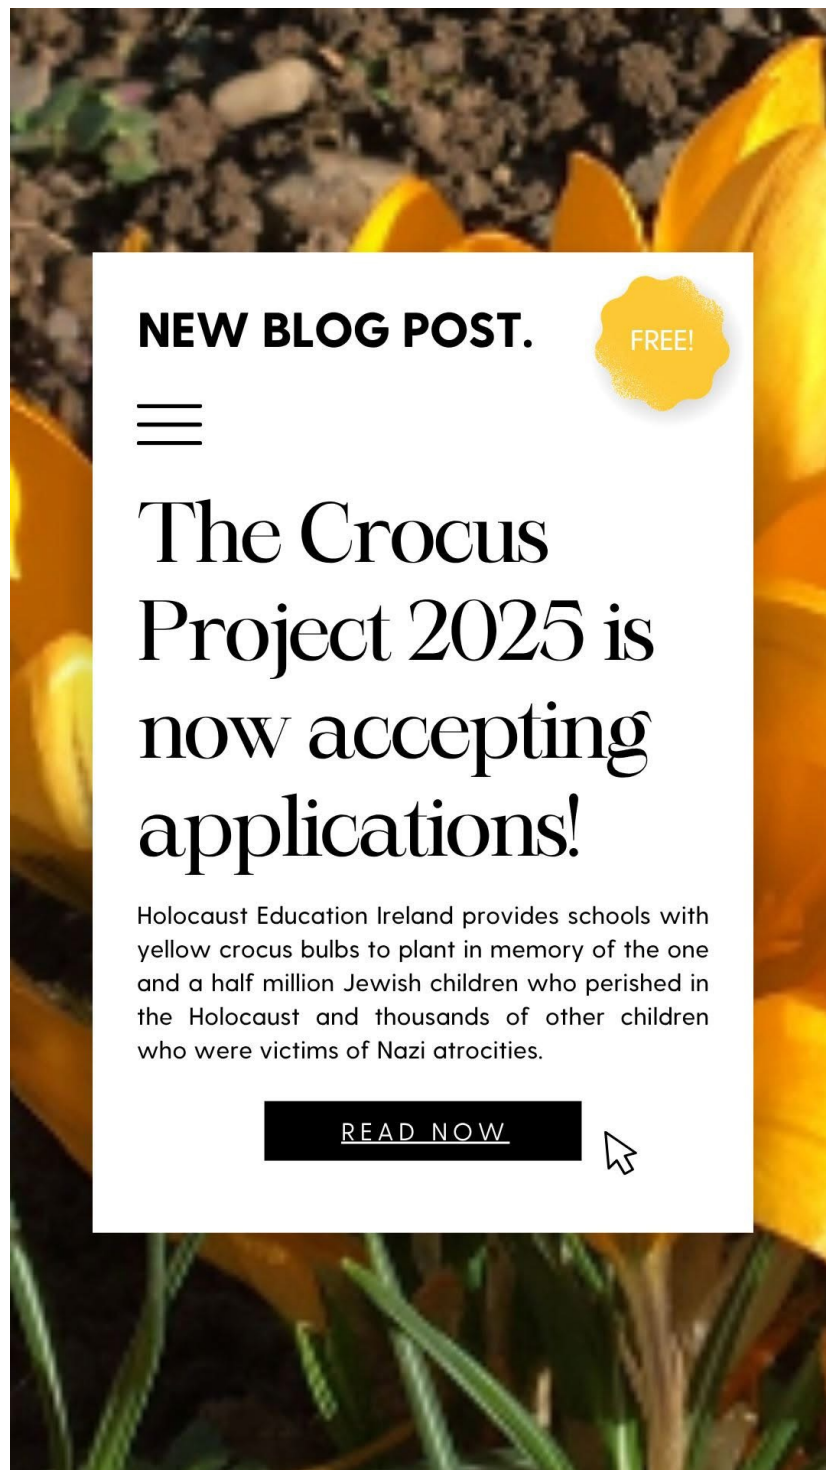 NEW BLOG POST.
FREE!
The Crocus
Project 2025 is
now accepting
applications!
Holocaust Education Ireland provides schools with
yellow crocus bulbs to plant in memory of the one
and a half million Jewish children who perished in
the Holocaust and thousands of other children
who were victims of Nazi atrocities.
READ NOW